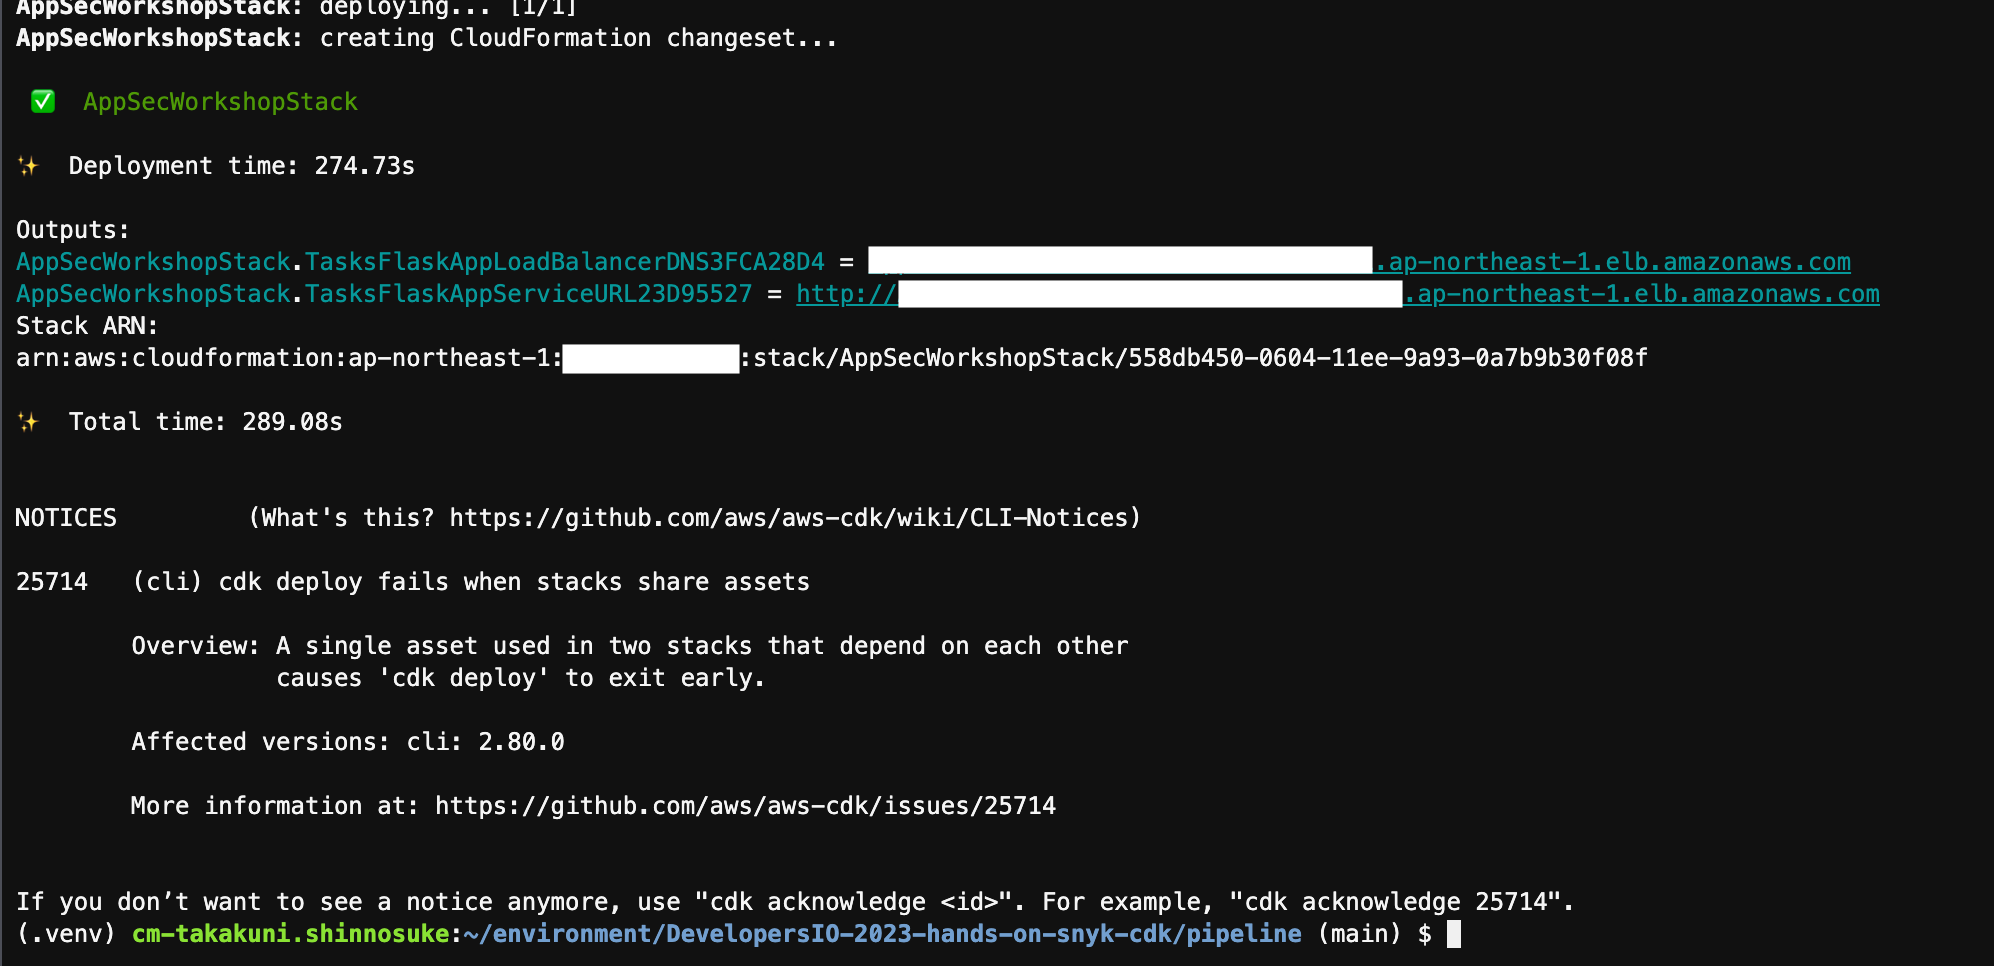 AppSecWorkshopStack: deploying... [1/1]
AppSecWorkshopStack: creating CloudFormation changeset...
✅  AppSecWorkshopStack
✨  Deployment time: 274.73s
Outputs:
AppSecWorkshopStack.TasksFlaskAppLoadBalancerDNS3FCA28D4 = .ap-northeast-1.elb.amazonaws.com
AppSecWorkshopStack.TasksFlaskAppServiceURL23D95527 = http://.ap-northeast-1.elb.amazonaws.com
Stack ARN:
arn:aws:cloudformation:ap-northeast-1::stack/AppSecWorkshopStack/558db450-0604-11ee-9a93-0a7b9b30f08f
✨  Total time: 289.08s
NOTICES         (What's this? https://github.com/aws/aws-cdk/wiki/CLI-Notices)
25714   (cli) cdk deploy fails when stacks share assets
Overview: A single asset used in two stacks that depend on each other
causes 'cdk deploy' to exit early.
Affected versions: cli: 2.80.0
More information at: https://github.com/aws/aws-cdk/issues/25714
If you don’t want to see a notice anymore, use "cdk acknowledge <id>". For example, "cdk acknowledge 25714".
(.venv) cm-takakuni.shinnosuke:~/environment/DevelopersIO-2023-hands-on-snyk-cdk/pipeline (main) $